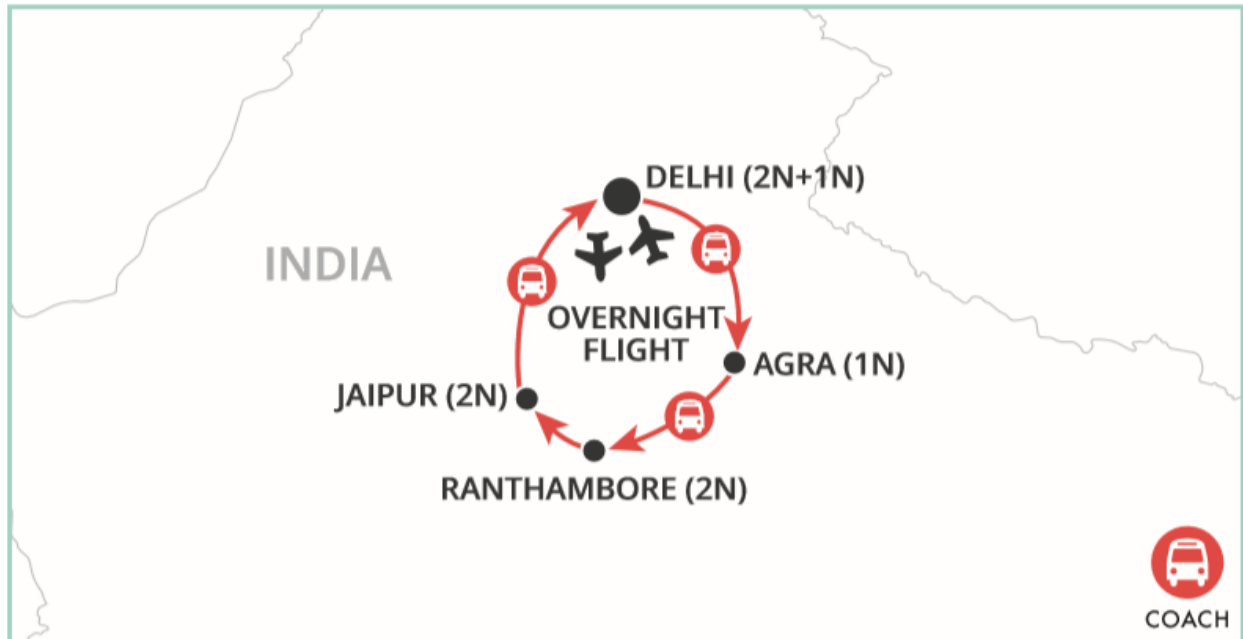 DELHI (2N+1N)
INDIA
OVERNIGHT
FLIGHT
AGRA (1N)
JAIPUR (2N)
RANTHAMBORE (2N)
COACH